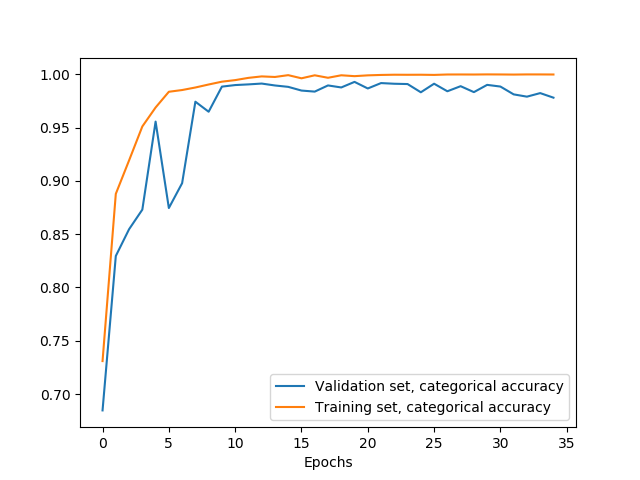 1.00
0.95
0.90
0.85
0.80
0.75
0.70
0 5 10 15 20 25 30 35
Epochs
Validation set, categorical accuracy
Training set, categorical accuracy